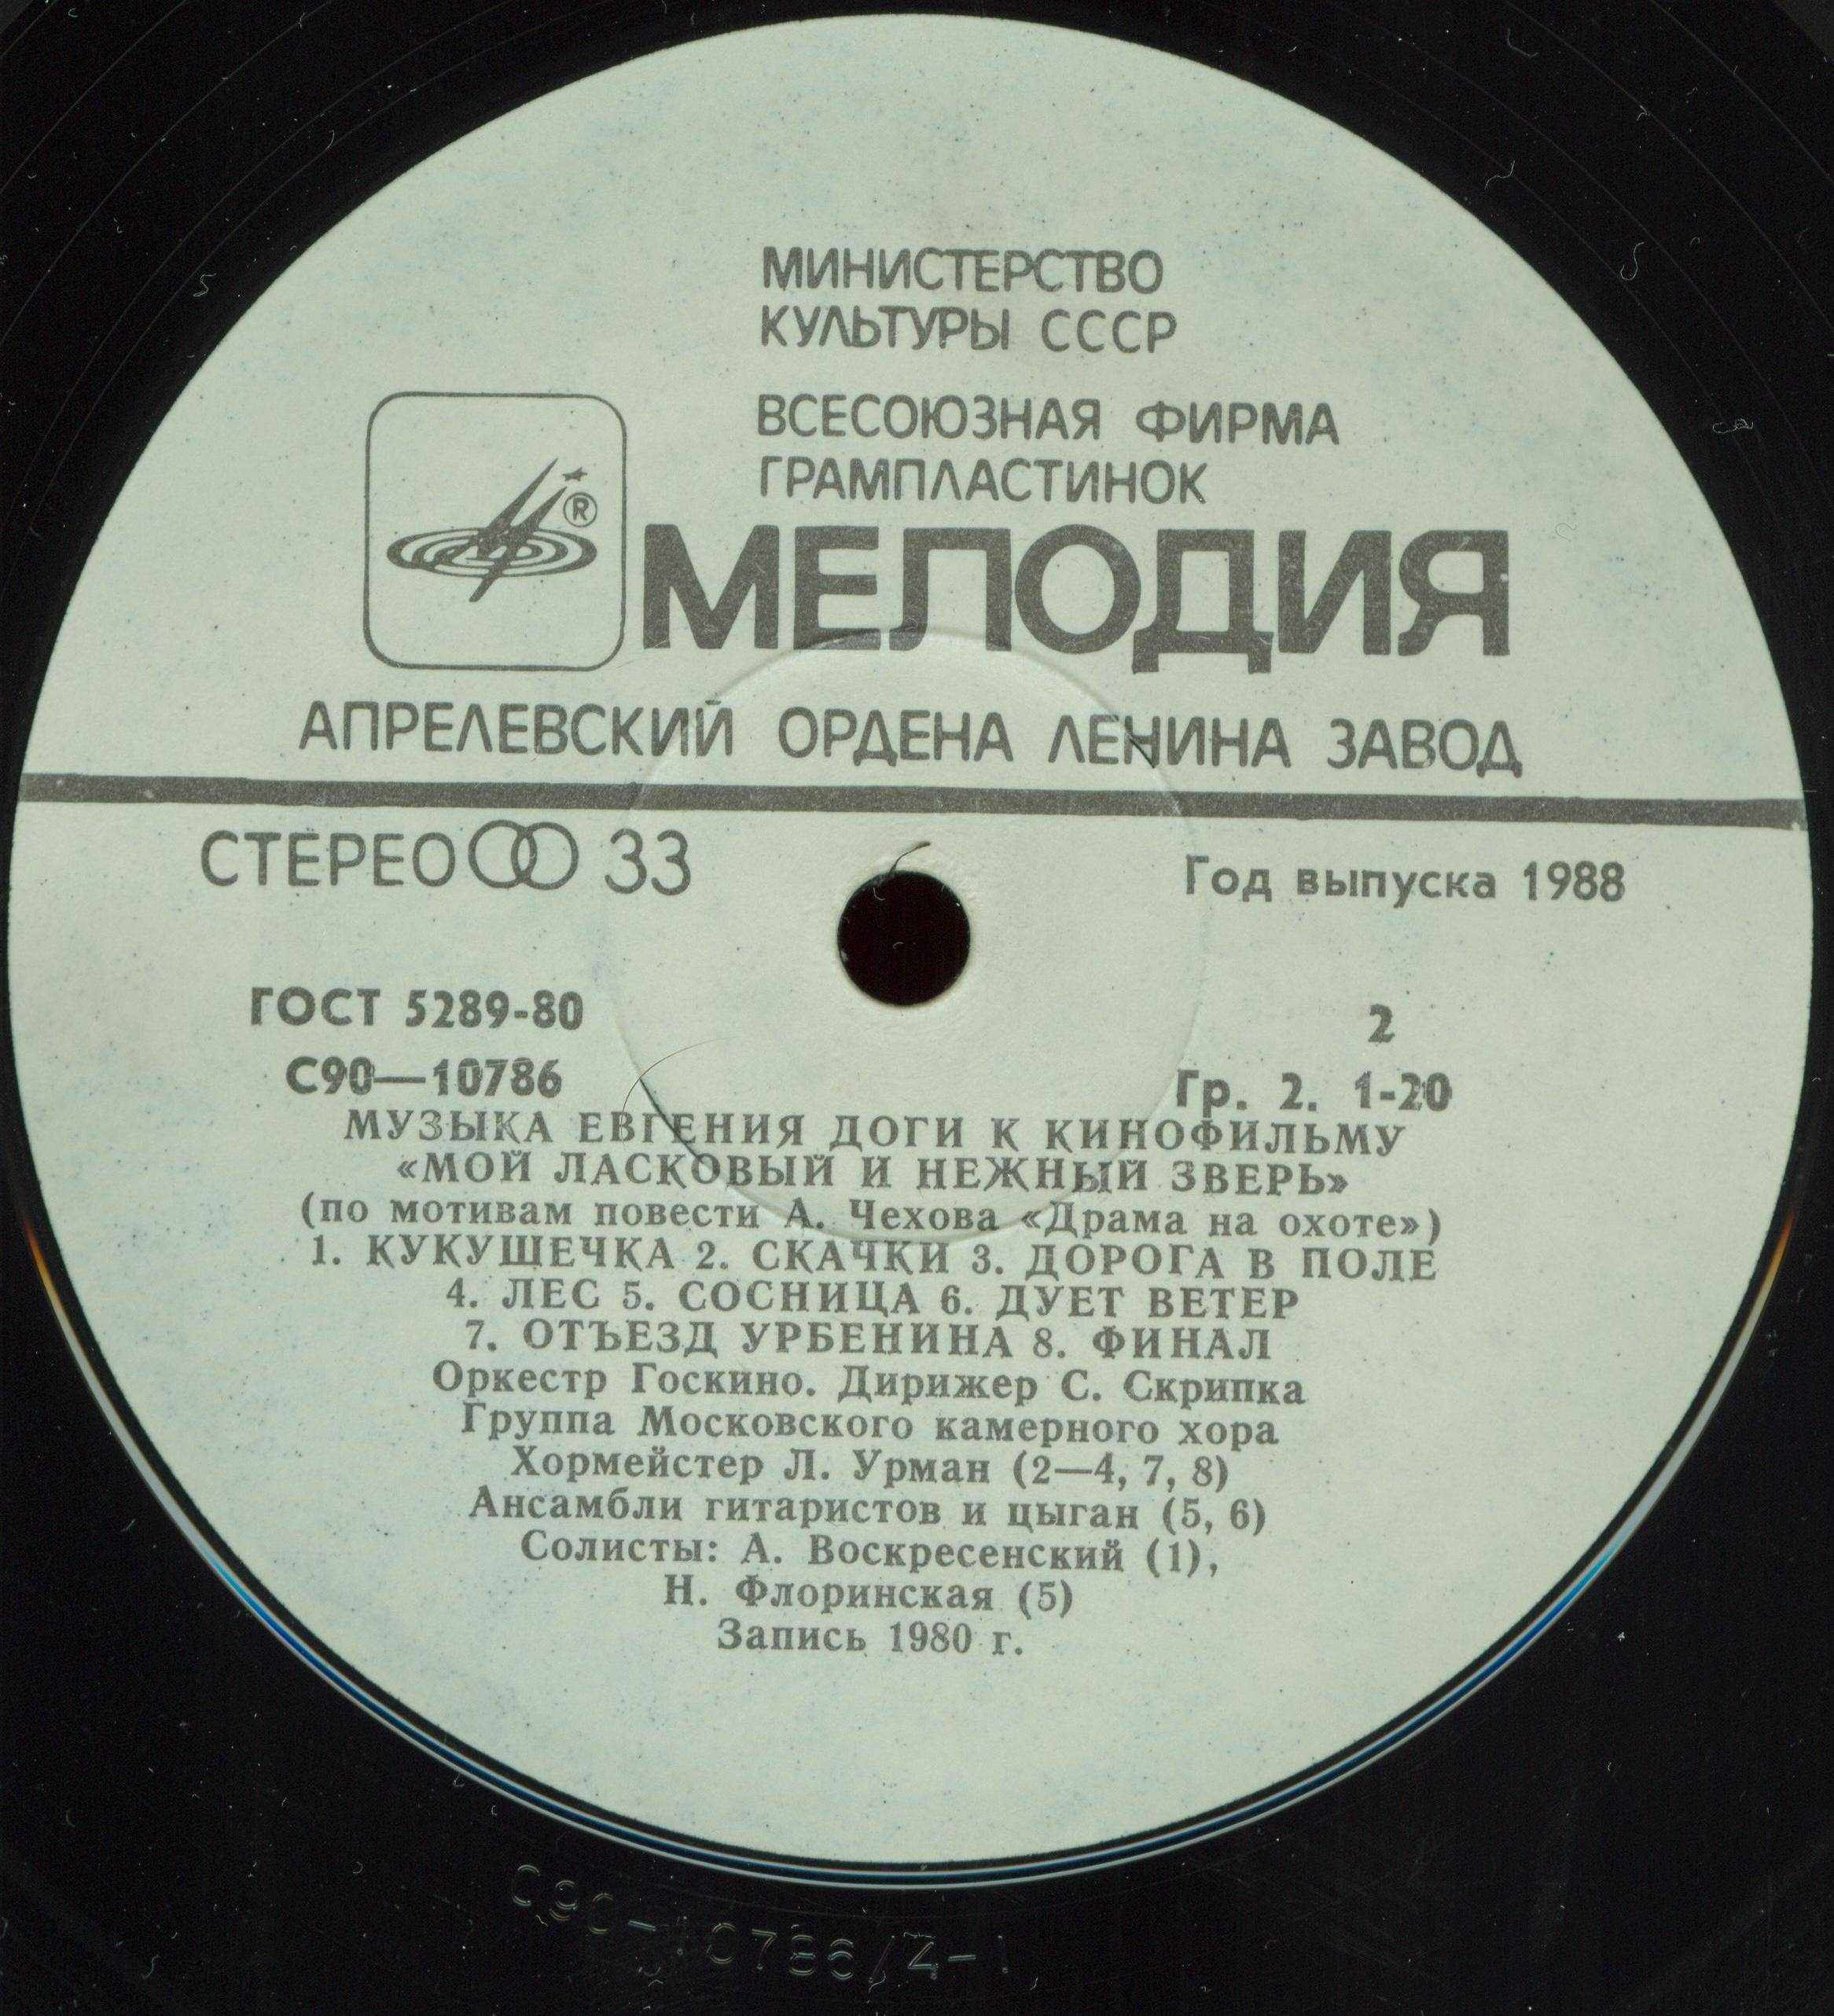 МИНИСТЕРСТВО
КУЛЬТУРЫ СССР
ВСЕСОЮЗНАЯ ФИРМА
ГРАМПЛАСТИНОК
®
МЕЛОДИЯ
АПРЕЛЕВСКИЙ ОРДЕНА ЛЕНИНА ЗАВОД
СТЕРЕО 33
Год выпуска 1988
ГОСТ 5289-80
2
С90—10786
Гр. 2. 1-20
МУЗЫКА ЕВГЕНИЯ ДОГИ К КИНОФИЛЬМУ
«МОЙ ЛАСКОВЫЙ И НЕЖНЫЙ ЗВЕРЬ»
(по мотивам повести А. Чехова «Драма на охоте»)
1. КУКУШЕЧКА 2. СКАЧКИ 3. ДОРОГА В ПОЛЕ
4. ЛЕС 5. СОСНИЦА 6. ДУЕТ ВЕТЕР
7. ОТЪЕЗД УРБЕНИНА 8. ФИНАЛ
Оркестр Госкино. Дирижер С. Скрипка
Группа Московского камерного хора
Хормейстер Л. Урман (2—4, 7, 8)
Ансамбли гитаристов и цыган (5, 6)
Солисты: А. Воскресенский (1),
Н. Флоринская (5)
Запись 1980 г.
С90-10786/4-1